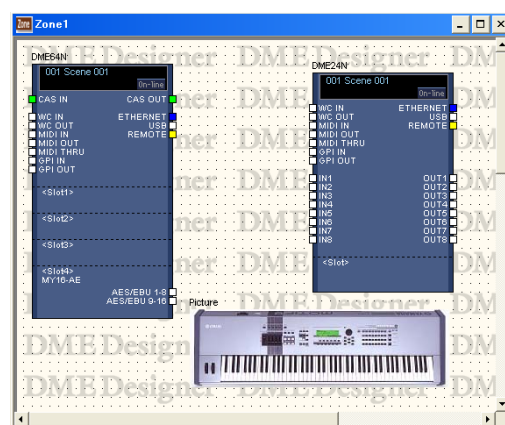 Zone Zone1
DME Designer DME Designer DM
DME64N
001 Scene 001
On-line
CAS IN CAS OUT
WC IN ETHERNET
WC OUT USB
MIDI IN REMOTE
MIDI OUT
MIDI THRU
GPI IN
GPI OUT
<Slot1>
<Slot2>
<Slot3>
<Slot4>
MY16-AE
AES/EBU 1-8
AES/EBU 9-16
DME24N
001 Scene 001
On-line
WC IN ETHERNET
WC OUT USB
MIDI IN REMOTE
MIDI OUT
MIDI THRU
GPI IN
GPI OUT
IN1 OUT1
IN2 OUT2
IN3 OUT3
IN4 OUT4
IN5 OUT5
IN6 OUT6
IN7 OUT7
IN8 OUT8
<Slot>
Picture